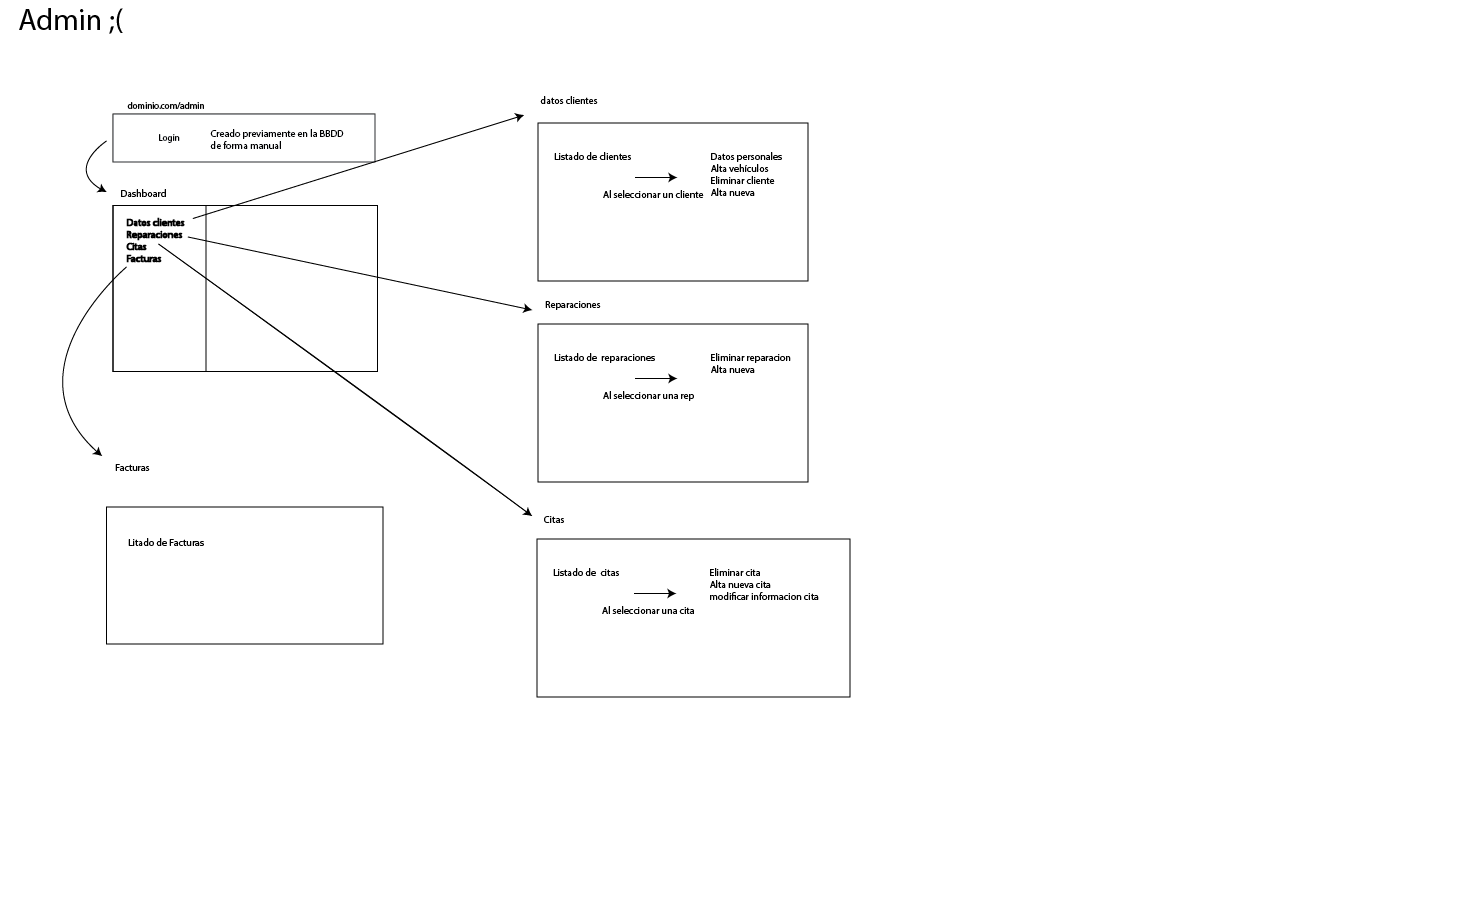 Admin ;(
dominio.com/admin
Login
Creado previamente en la BBDD
de forma manual
Dashboard
Datos clientes
Reparaciones
Citas
Facturas
datos clientes
Listado de clientes
Al seleccionar un cliente
Datos personales
Alta vehículos
Eliminar cliente
Alta nueva
Reparaciones
Listado de reparaciones
Al seleccionar una rep
Eliminar reparacion
Alta nueva
Facturas
Litado de Facturas
Citas
Listado de citas
Al seleccionar una cita
Eliminar cita
Alta nueva cita
modificar informacion cita